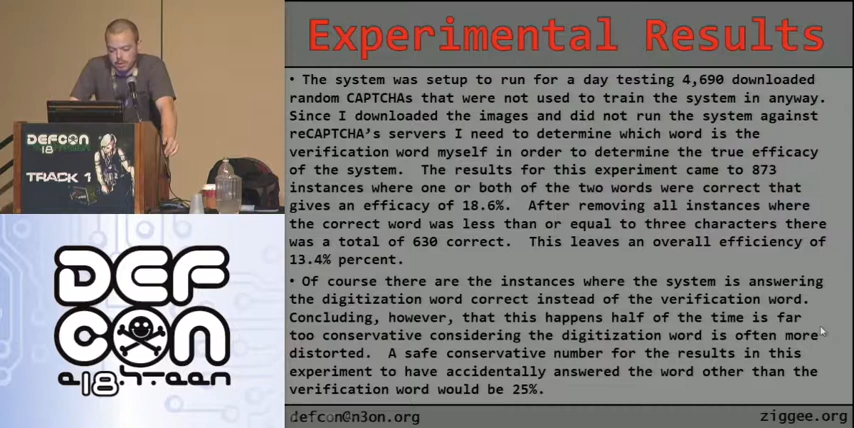 Experimental Results
• The system was setup to run for a day testing 4,690 downloaded
random CAPTCHAs that were not used to train the system in anyway.
Since I downloaded the images and did not run the system against
reCAPTCHA's servers I need to determine which word is the
verification word myself in order to determine the true efficacy
of the system.  The results for this experiment came to 873
instances where one or both of the two words were correct that
gives an efficacy of 18.6%.  After removing all instances where
the correct word was less than or equal to three characters there
was a total of 630 correct.  This leaves an overall efficiency of
13.4% percent.
• Of course there are the instances where the system is answering
the digitization word correct instead of the verification word.
Concluding, however, that this happens half of the time is far
too conservative considering the digitization word is often more
distorted.  A safe conservative number for the results in this
experiment to have accidentally answered the word other than the
verification word would be 25%.
defcon@n3on.org
ziggee.org
DEFCON
18
TRACK 1
DEF
CON
e18hteen